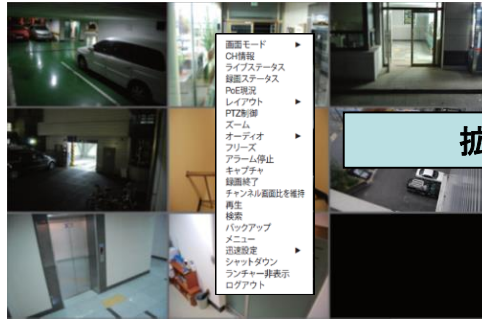 画面モード
CH情報
ライブステータス
録画ステータス
PoE現況
レイアウト
PTZ制御
ズーム
オーディオ
フリーズ
アラーム停止
キャプチャ
録画終了
チャンネル画面比を維持
再生
検索
バックアップ
メニュー
迅速設定
シャットダウン
ランチャー非表示
ログアウト
拡